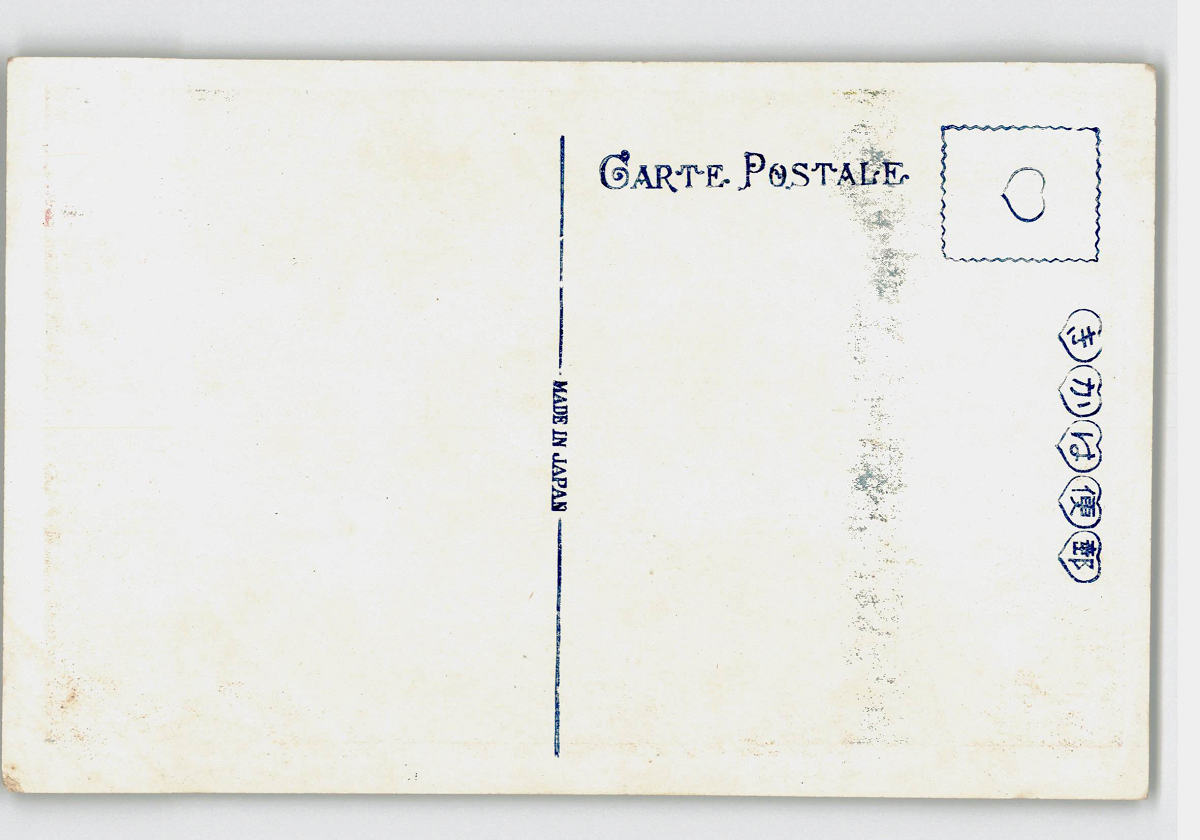 CARTE POSTALE
MADE IN JAPAN
郵便はかき